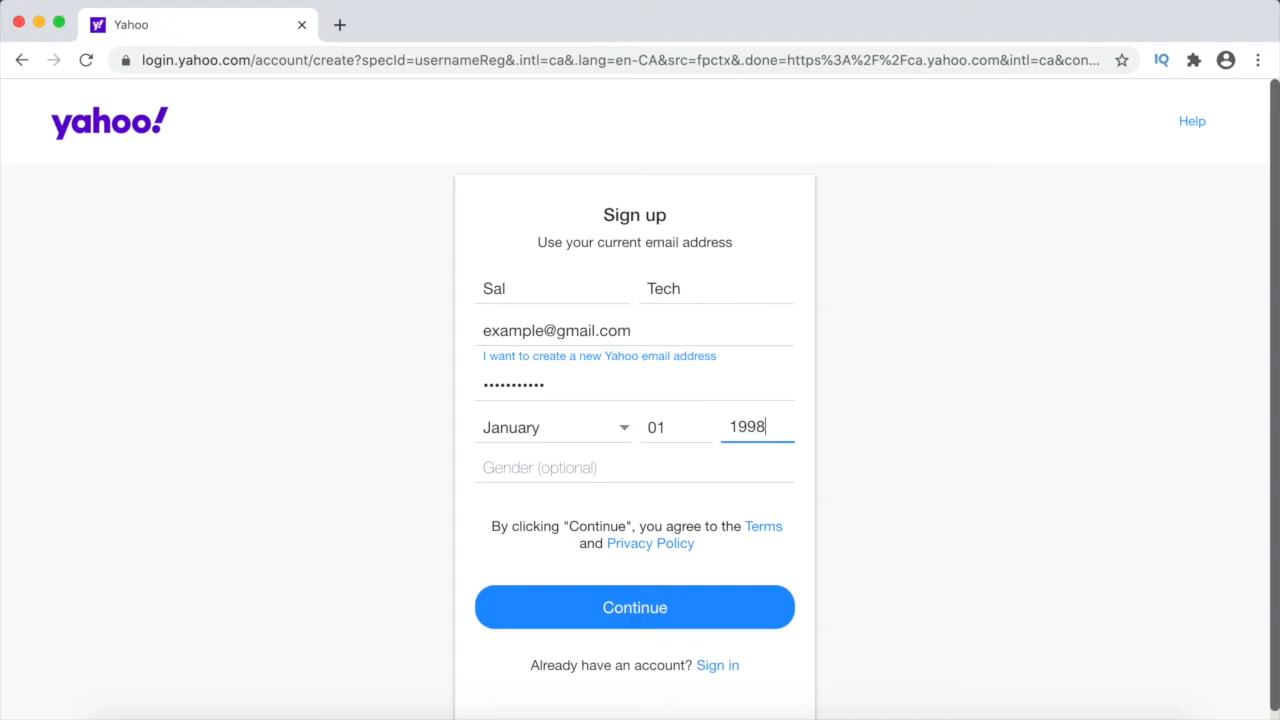 Yahoo
login.yahoo.com/account/create?specId=usernameReg&.intl=ca&.lang=en-CA&src=fpctx&.done=https%3A%2F%2Fca.yahoo.com&intl=ca&con...
IQ
yahoo!
Help
Sign up
Use your current email address
Sal Tech
example@gmail.com
I want to create a new Yahoo email address
•••••••••••
January 01 1998
Gender (optional)
By clicking "Continue", you agree to the Terms
and Privacy Policy
Continue
Already have an account? Sign in